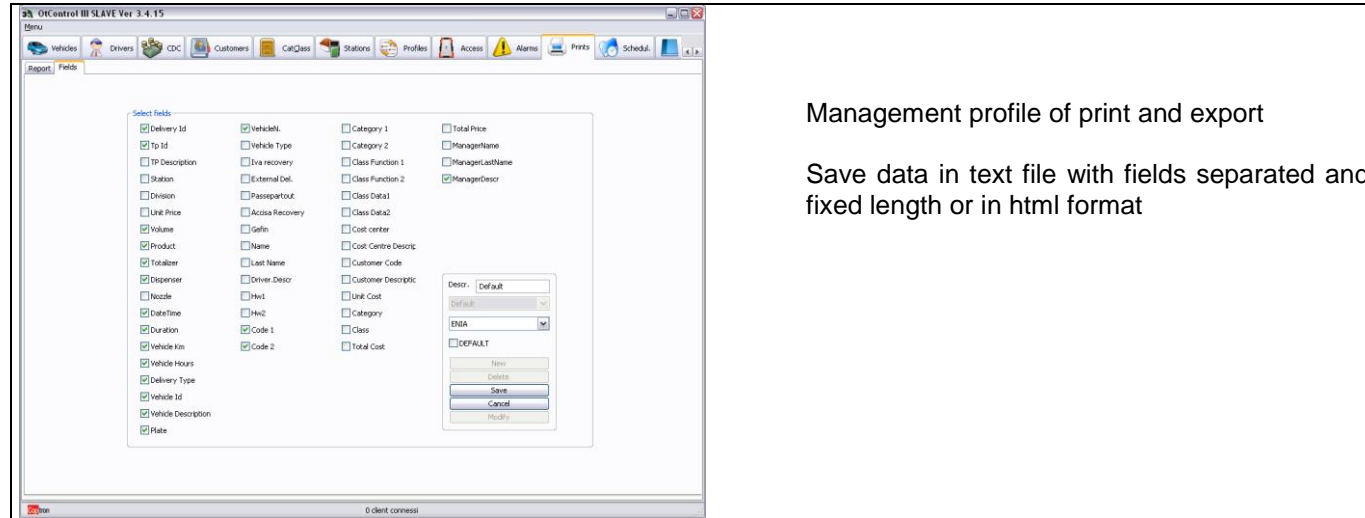 OtControl III SLAVE Ver 3.4.15
Menu
Vehicles Drivers CDC Customers Cat\Class Stations Profiles Access Alarms Prints Schedul.
Report Fields
Select fields
Delivery Id VehicleN. Category 1 Total Price
Tp Id Vehicle Type Category 2 ManagerName
TP Description Iva recovery Class Function 1 ManagerLastName
Station External Del. Class Function 2 ManagerDescr
Division Passepartout Class Data1
Unit Price Accisa Recovery Class Data2
Volume Gefin Cost center
Product Name Cost Centre Descrip
Totalizer Last Name Customer Code
Dispenser Driver.Descr Customer Descriptic
Nozzle Hw1 Unit Cost
DateTime Hw2 Category
Duration Code 1 Class
Vehicle Km Code 2 Total Cost
Vehicle Hours
Delivery Type
Vehicle Id
Vehicle Description
Plate
Descr. Default
Default
ENIA
DEFAULT
New
Delete
Save
Cancel
Modify
0 client connessi
Management profile of print and export
Save data in text file with fields separated and
fixed length or in html format